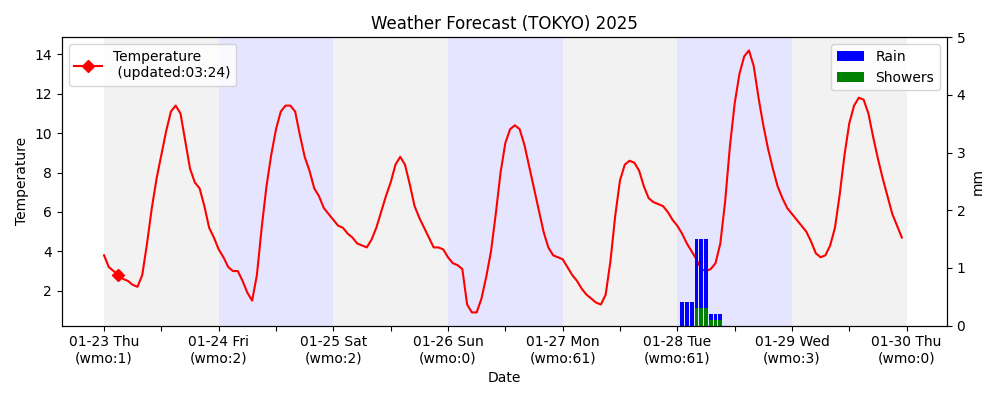 Weather Forecast (TOKYO) 2025
Temperature
(updated:03:24)
Rain
Showers
14
12
10
8
6
4
2
Temperature
5
4
3
2
1
0
mm
01-23 Thu
(wmo:1)
01-24 Fri
(wmo:2)
01-25 Sat
(wmo:2)
01-26 Sun
(wmo:0)
01-27 Mon
(wmo:61)
01-28 Tue
(wmo:61)
01-29 Wed
(wmo:3)
01-30 Thu
(wmo:0)
Date